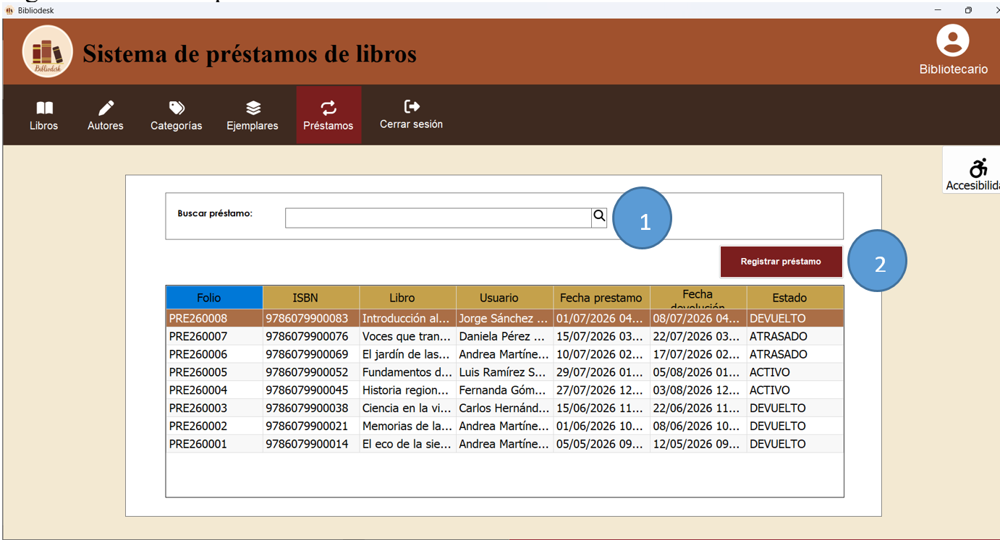 Bibliodesk
Bibliodesk
Sistema de préstamos de libros
Bibliotecario
Libros
Autores
Categorías
Ejemplares
Préstamos
Cerrar sesión
Accesibilida
Buscar préstamo:
1
Registrar préstamo
2
Folio ISBN Libro Usuario Fecha prestamo Fecha devolución Estado
PRE260008 9786079900083 Introducción al... Jorge Sánchez ... 01/07/2026 04... 08/07/2026 04... DEVUELTO
PRE260007 9786079900076 Voces que tran... Daniela Pérez ... 15/07/2026 03... 22/07/2026 03... ATRASADO
PRE260006 9786079900069 El jardín de las... Andrea Martíne... 10/07/2026 02... 17/07/2026 02... ATRASADO
PRE260005 9786079900052 Fundamentos d... Luis Ramírez S... 29/07/2026 01... 05/08/2026 01... ACTIVO
PRE260004 9786079900045 Historia region... Fernanda Góm... 27/07/2026 12... 03/08/2026 12... ACTIVO
PRE260003 9786079900038 Ciencia en la vi... Carlos Hernánd... 15/06/2026 11... 22/06/2026 11... DEVUELTO
PRE260002 9786079900021 Memorias de la... Andrea Martíne... 01/06/2026 10... 08/06/2026 10... DEVUELTO
PRE260001 9786079900014 El eco de la sie... Andrea Martíne... 05/05/2026 09... 12/05/2026 09... DEVUELTO